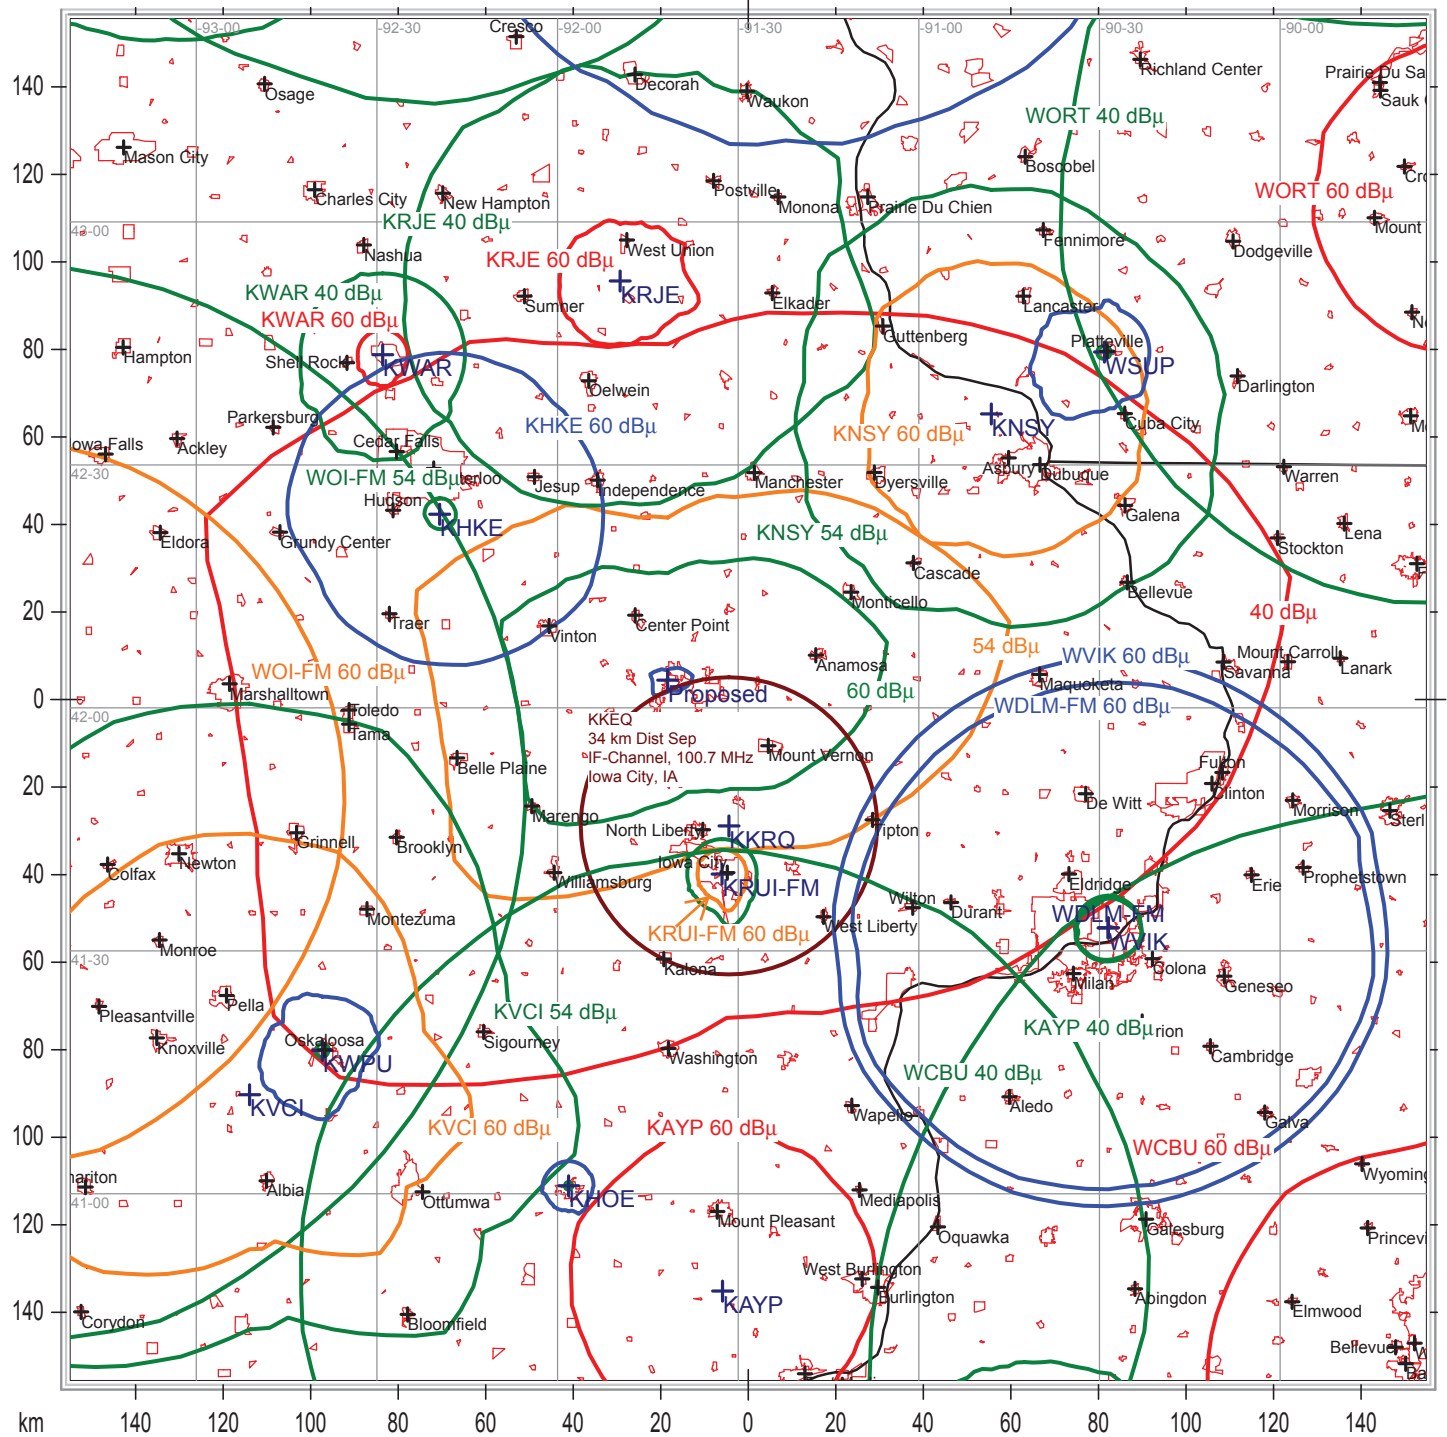 -93-00
-92-30
-92-00
-91-30
-91-00
-90-30
-90-00
Cresco
140
Osage
Decorah
Waukon
Richland Center
Prairie Du Sa
Sauk
WORT 40 dBµ
Mason City
120
Charles City
New Hampton
Postville
Monona
Prairie Du Chien
Boscobel
WORT 60 dBµ
KRJE 40 dBµ
43-00
Nashua
West Union
Fennimore
Dodgeville
Mount
100
KRJE 60 dBµ
KRJE
KWAR 40 dBµ
KWAR 60 dBµ
Sumner
Elkader
Lancaster
Guttenberg
80
Hampton
Shell Rock
KWAR
Oelwein
Platteville
WSUP
Darlington
Parkersburg
KHKE 60 dBµ
KNSY
Cuba City
60
owa Falls
Ackley
Cedar Falls
KNSY 60 dBµ
42-30
WOI-FM 54 dBµ
erloo
Jesup
Independence
Manchester
Dyersville
Asbury
Dubuque
Warren
Hudson
KHKE
Galena
40
Eldora
Grundy Center
KNSY 54 dBµ
Stockton
Lena
Cascade
Monticello
Bellevue
20
Traer
Vinton
Center Point
40 dBµ
54 dBµ
WOI-FM 60 dBµ
Anamosa
WVIK 60 dBµ
Mount Carroll
Savanna
Lanark
Marshalltown
Proposed
60 dBµ
Maquoketa
0
Toledo
WDLM-FM 60 dBµ
42-00
Tama
KKEQ
34 km Dist Sep
IF-Channel, 100.7 MHz
Iowa City, IA
Mount Vernon
Belle Plaine
Fulton
Clinton
20
De Witt
Morrison
Marengo
Sterl
North Liberty
KKRQ
Tipton
Grinnell
Brooklyn
Newton
Iowa City
40
Colfax
Williamsburg
KRUI-FM
Eldridge
Erie
Prophetstown
Wilton
Durant
Montezuma
West Liberty
WDLM-FM
KRUI-FM 60 dBµ
WVIK
Monroe
41-30
Kalona
Colona
60
Milan
Geneseo
Pella
Pleasantville
KVCI 54 dBµ
KAYP 40 dBµ
rion
Knoxville
Oskaloosa
Sigourney
80
KWPU
Washington
Cambridge
WCBU 40 dBµ
KVCI
Aledo
Wapello
Galva
100
KVCI 60 dBµ
KAYP 60 dBµ
WCBU 60 dBµ
hariton
Wyoming
Albia
41-00
Ottumwa
KHOE
Mediapolis
120
Mount Pleasant
Oquawka
Galesburg
Princevi
West Burlington
KAYP
Burlington
Abingdon
Elmwood
140
Corydon
Bloomfield
Bellevue
km
140
120
100
80
60
40
20
0
20
40
60
80
100
120
140